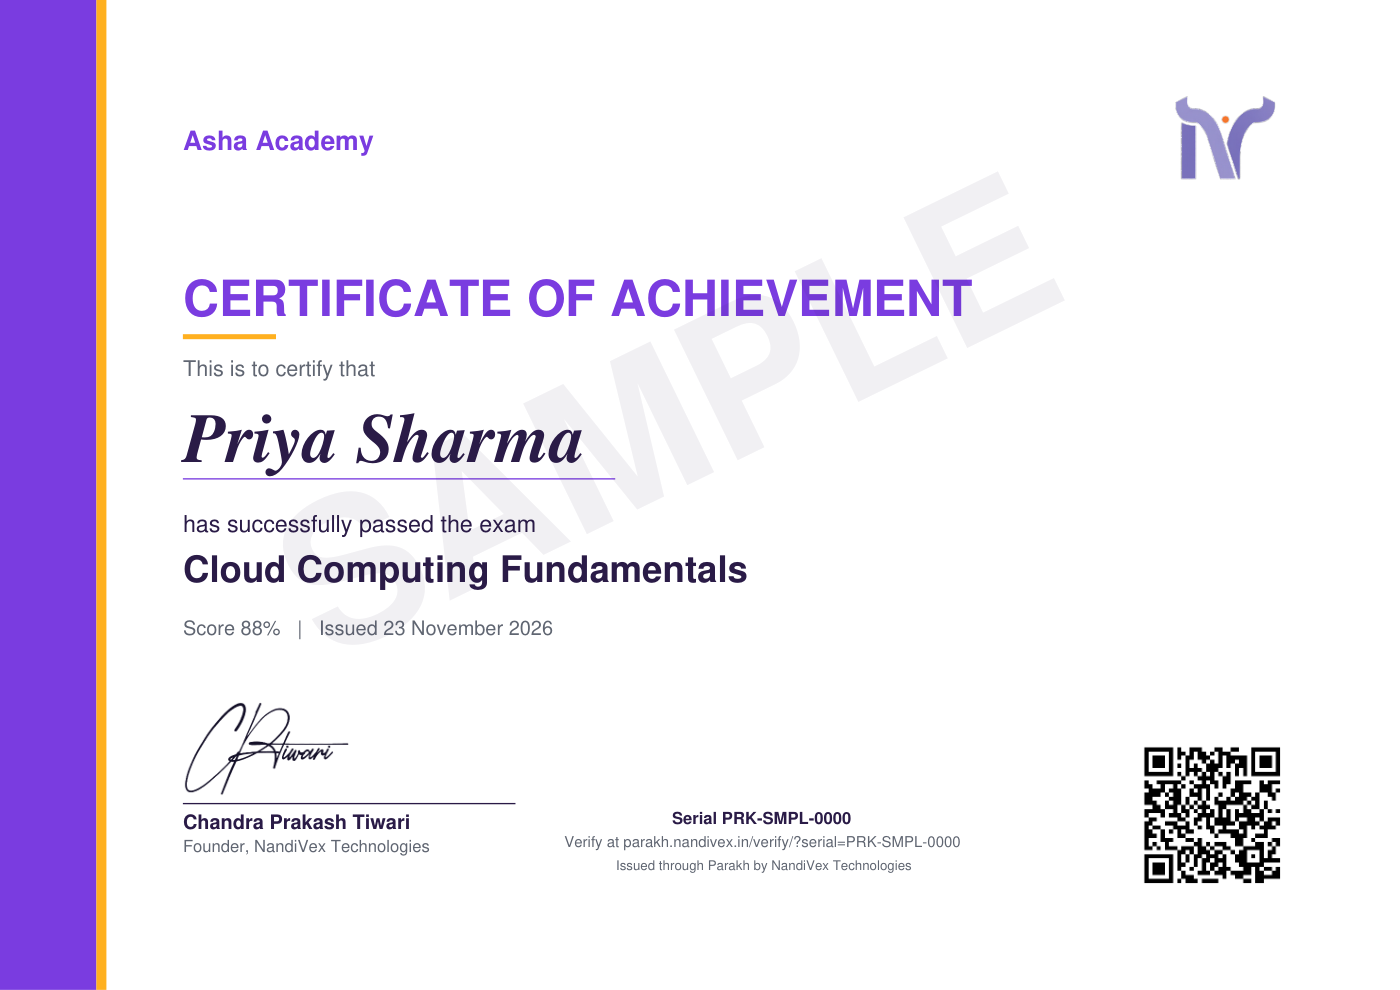 Asha Academy
CERTIFICATE OF ACHIEVEMENT
This is to certify that
Priya Sharma
has successfully passed the exam
Cloud Computing Fundamentals
Score 88% | Issued 23 November 2026
SAMPLE
CPTiwari
Chandra Prakash Tiwari
Founder, NandiVex Technologies
Serial PRK-SMPL-0000
Verify at parakh.nandivex.in/verify/?serial=PRK-SMPL-0000
Issued through Parakh by NandiVex Technologies